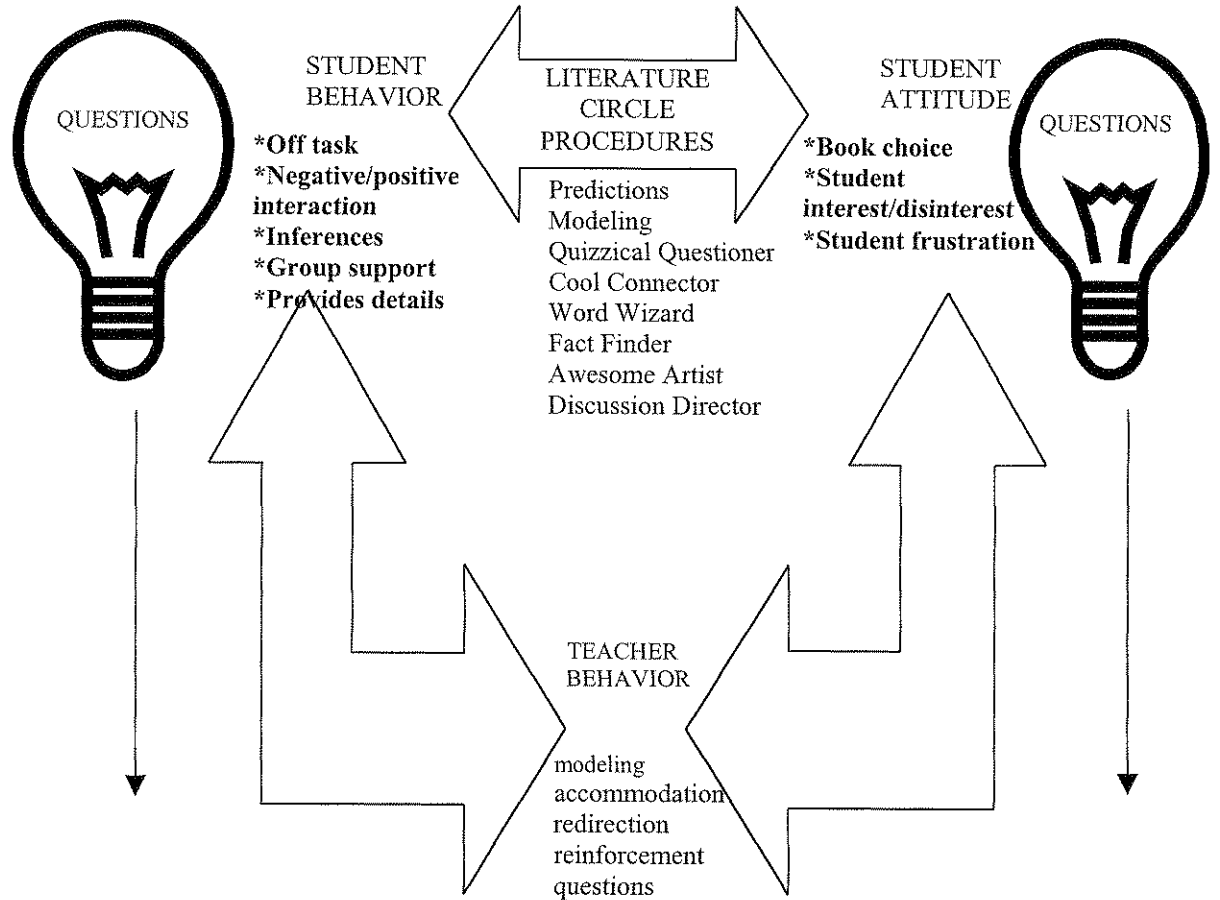 QUESTIONS
STUDENT
BEHAVIOR
*Off task
*Negative/positive
interaction
*Inferences
*Group support
*Provides details
LITERATURE
CIRCLE
PROCEDURES
Predictions
Modeling
Quizzical Questioner
Cool Connector
Word Wizard
Fact Finder
Awesome Artist
Discussion Director
STUDENT
ATTITUDE
*Book choice
*Student
interest/disinterest
*Student frustration
QUESTIONS
TEACHER
BEHAVIOR
modeling
accommodation
redirection
reinforcement
questions